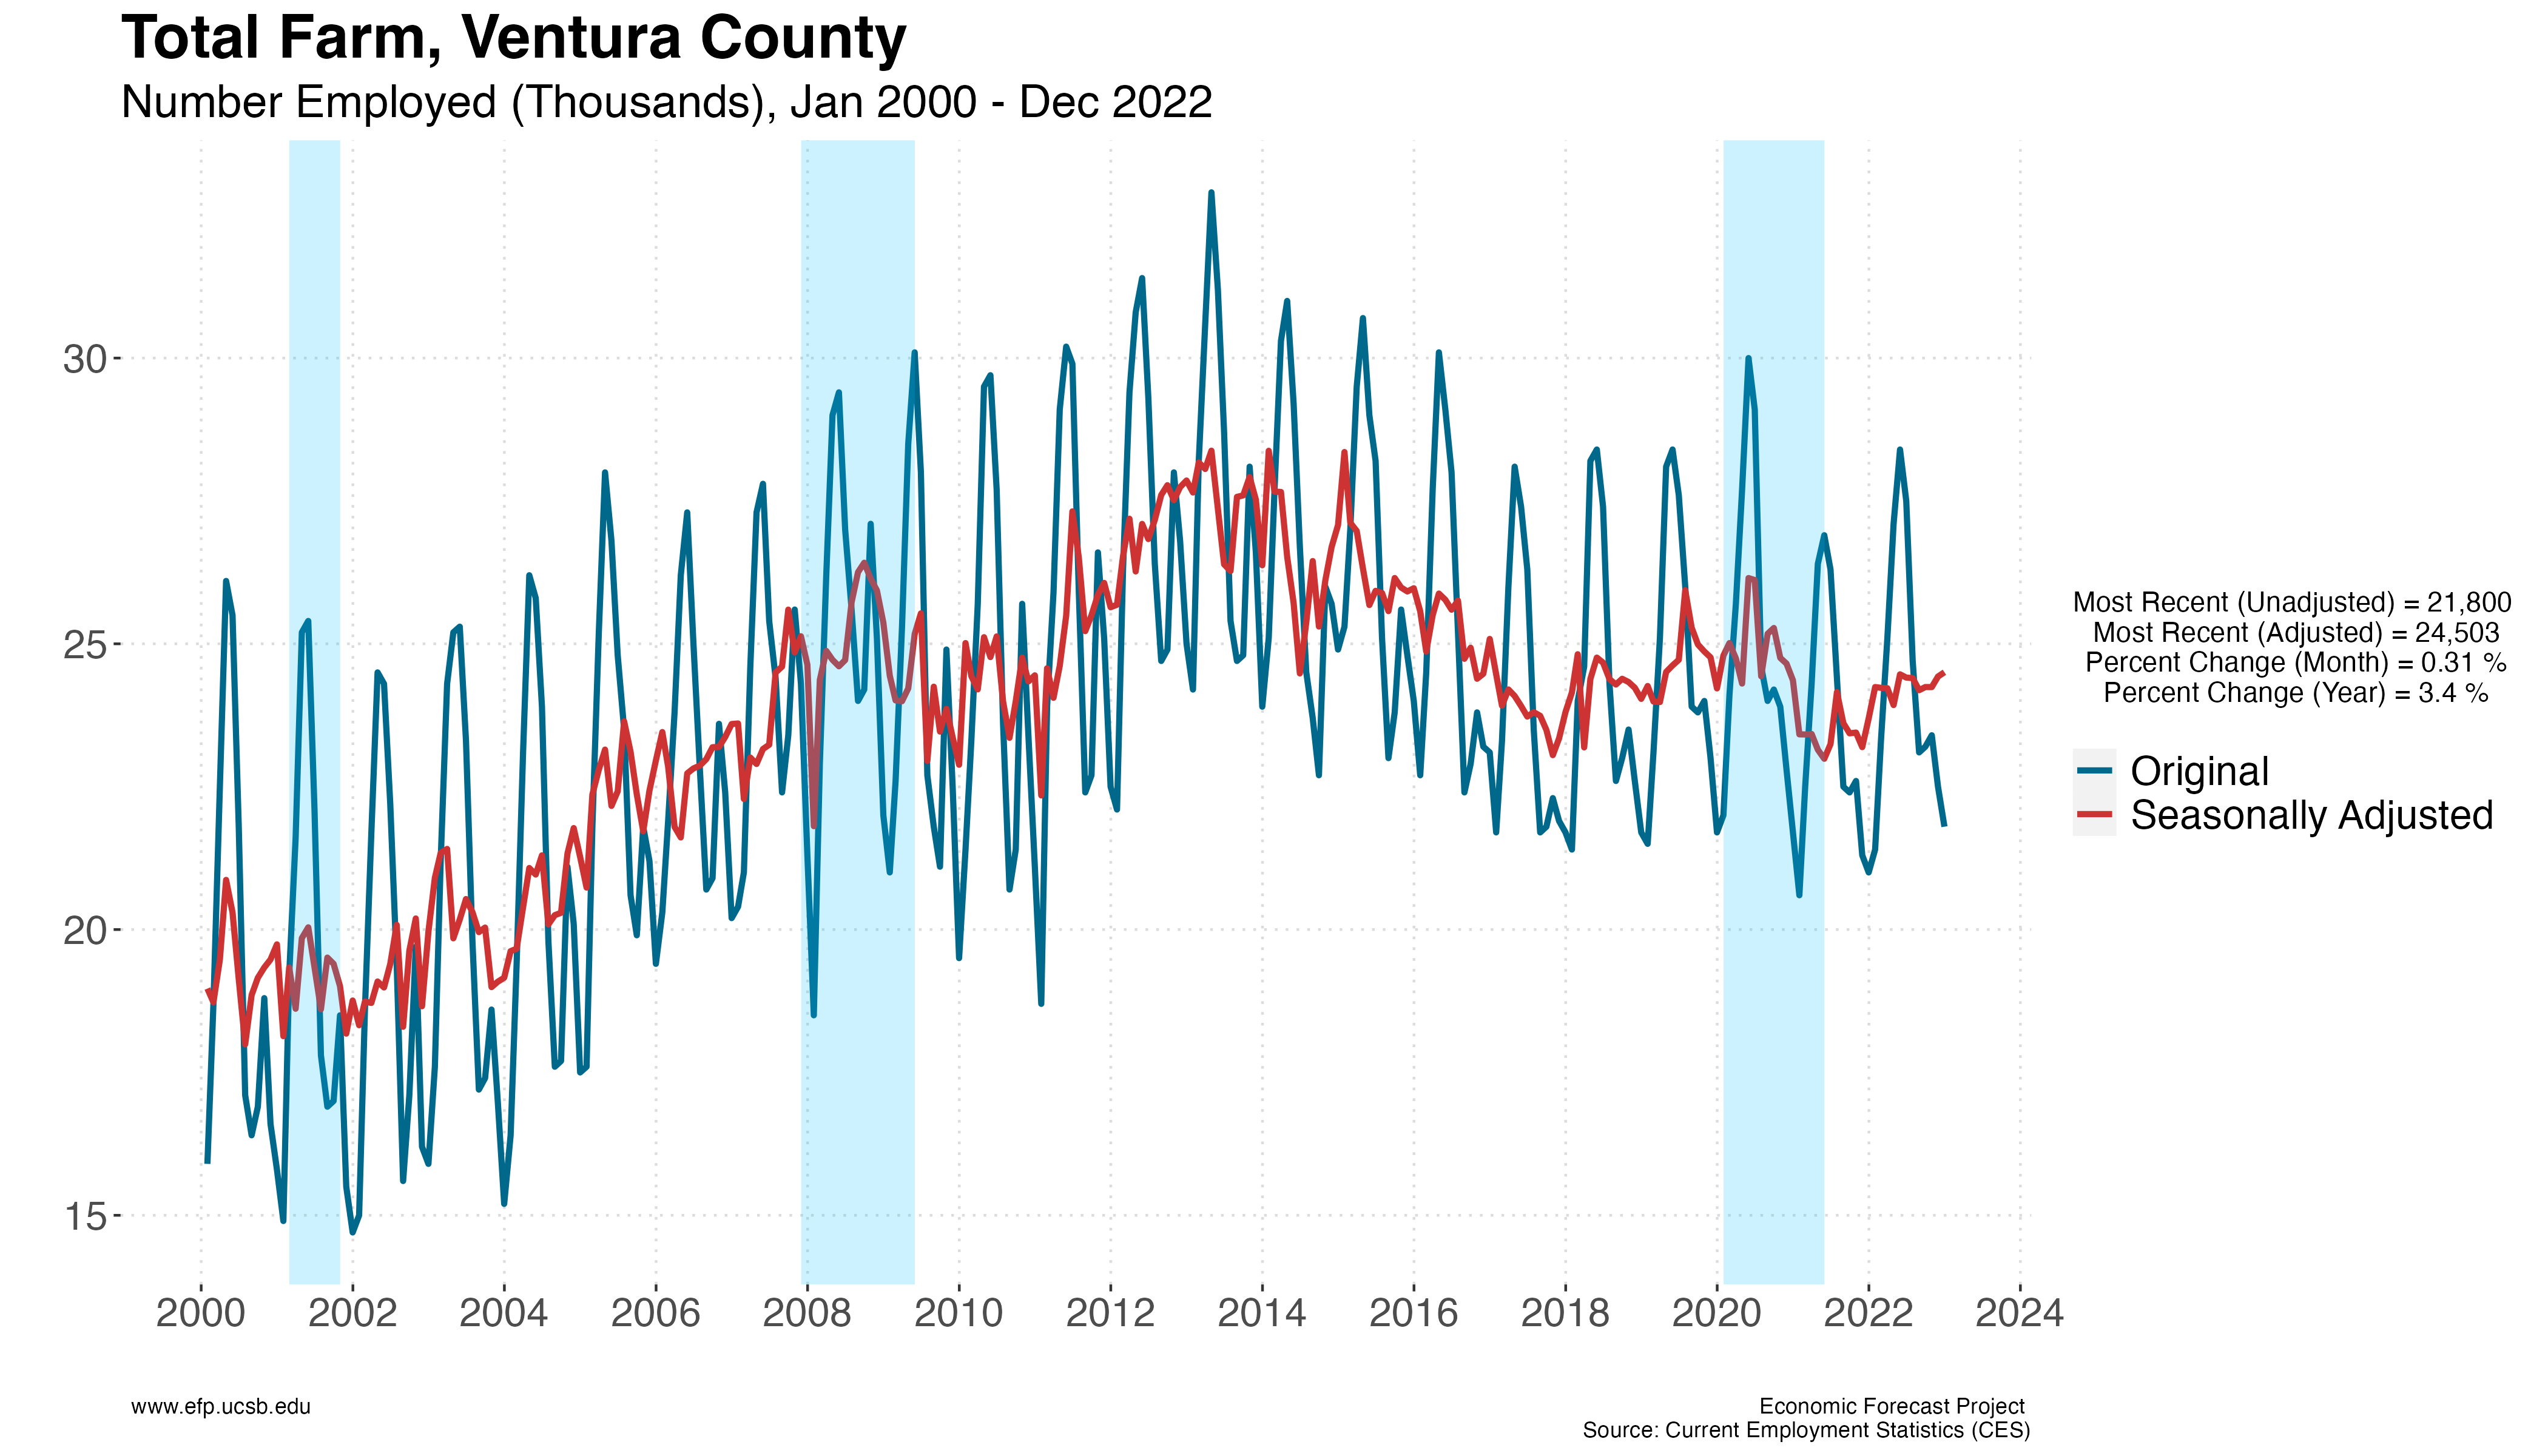 Total Farm, Ventura County
Number Employed (Thousands), Jan 2000 - Dec 2022
30
25
20
15
2000 2002 2004 2006 2008 2010 2012 2014 2016 2018 2020 2022 2024
Most Recent (Unadjusted) = 21,800
Most Recent (Adjusted) = 24,503
Percent Change (Month) = 0.31 %
Percent Change (Year) = 3.4 %
Original
Seasonally Adjusted
www.efp.ucsb.edu
Economic Forecast Project
Source: Current Employment Statistics (CES)